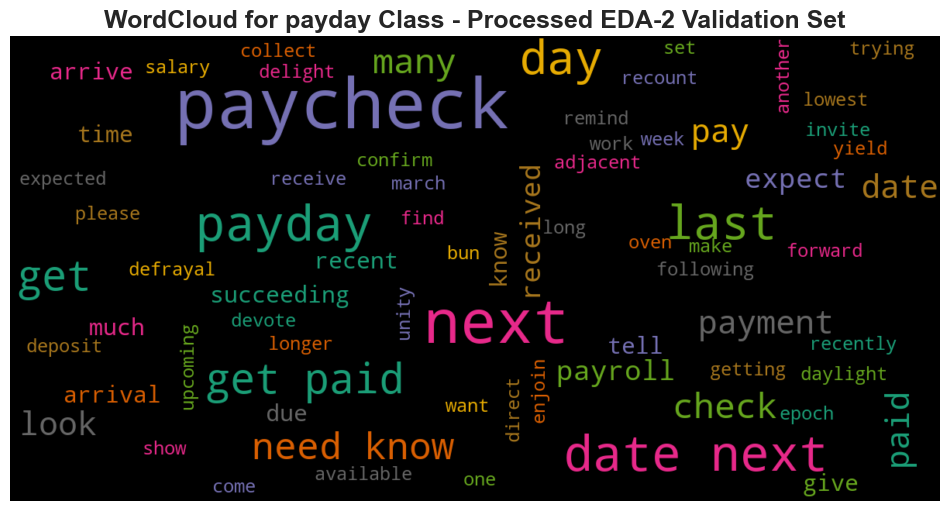 WordCloud for payday Class - Processed EDA-2 Validation Set
collect
many
day
set
another
trying
arrive
salary
delight
recount
lowest
paycheck
time
remind
work
week
pay
invite
yield
expected
receive
confirm
march
adjacent
expect
date
please
payday
find
received
long
last
oven
make
forward
get
defrayal
recent
bun
know
following
succeeding
much
devote
unity
next
payment
deposit
upcoming
longer
tell
recently
arrival
get paid
direct
enjoin
payroll
getting
daylight
look
due
want
check
epoch
paid
show
need know
date next
come
available
one
give